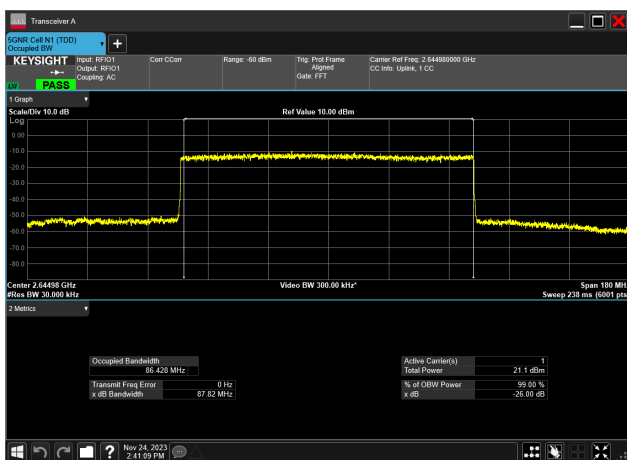 Transceiver A
5GNR Cell N1 (TDD)
Occupied BW
+
KEYSIGHT
Input: RFIO1
Output: RFIO1
Coupling: AC
Corr CCorr
Range: -60 dBm
Trig: Prot Frame
Aligned
Gate: FFT
Carrier Ref Freq: 2.644980000 GHz
CC Info: Uplink, 1 CC
PASS
1 Graph
Scale/Div 10.0 dB
Ref Value 10.00 dBm
Log
0.00
-10.0
-20.0
-30.0
-40.0
-50.0
-60.0
-70.0
-80.0
Center 2.64498 GHz
Video BW 300.00 kHz*
Span 180 MHz
#Res BW 30.000 kHz
Sweep 238 ms (6001 pts
2 Metrics
Occupied Bandwidth
86.428 MHz
Active Carrier(s) 1
Total Power 21.1 dBm
Transmit Freq Error 0 Hz
x dB Bandwidth 87.82 MHz
% of OBW Power 99.00 %
x dB -26.00 dB
Nov 24, 2023
2:41:09 PM